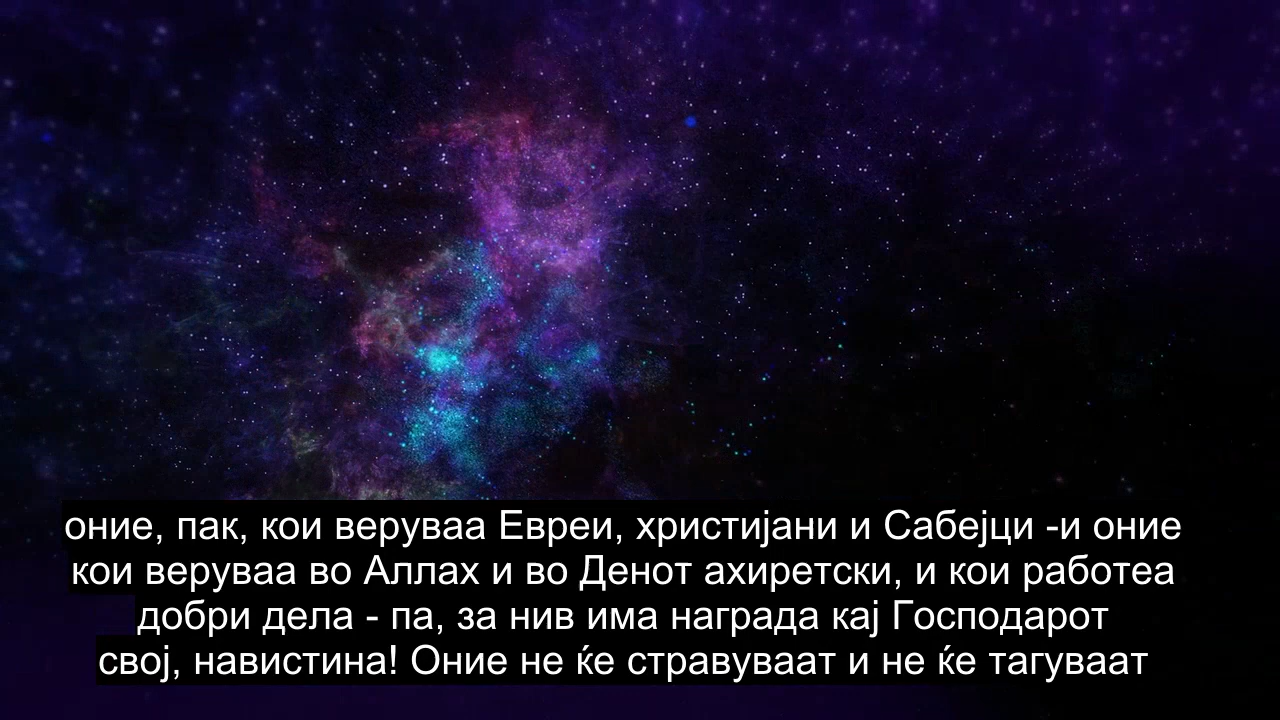 оние, пак, кои веруваа Евреи, христијани и Сабејци -и оние
кои веруваа во Аллах и во Денот ахиретски, и кои работеа
добри дела - па, за нив има награда кај Господарот
свој, навистина! Оние не ќе стравуваат и не ќе тагуваат